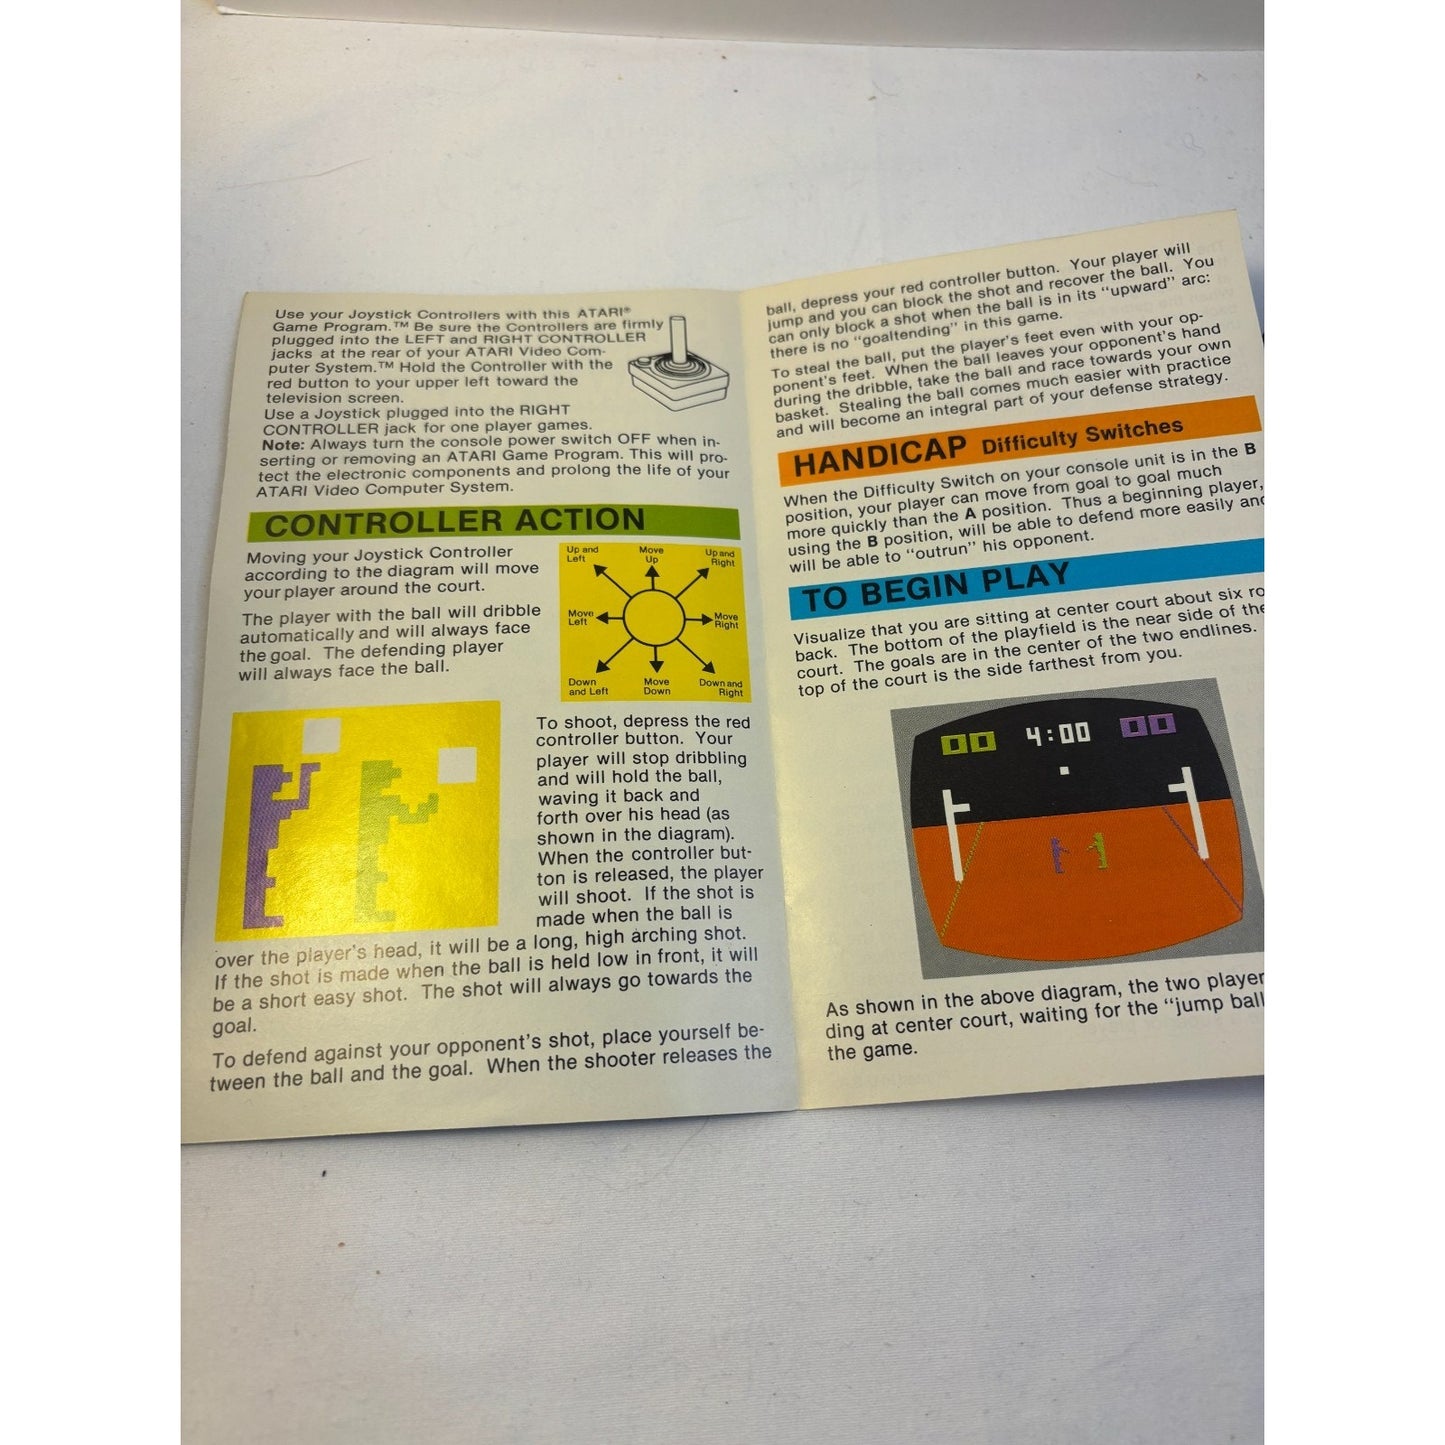 Use your Joystick Controllers with this ATARI®
Game Program.™ Be sure the Controllers are firmly
plugged into the LEFT and RIGHT CONTROLLER
jacks at the rear of your ATARI Video Com-
puter System.™ Hold the Controller with the
red button to your upper left toward the
television screen.
Use a Joystick plugged into the RIGHT
CONTROLLER jack for one player games.
Note: Always turn the console power switch OFF when in-
serting or removing an ATARI Game Program. This will pro-
tect the electronic components and prolong the life of your
ATARI Video Computer System.
CONTROLLER ACTION
Moving your Joystick Controller
according to the diagram will move
your player around the court.
The player with the ball will dribble
automatically and will always face
the goal. The defending player
will always face the ball.
Up and
Left
Move
Up
Up and
Right
Move
Left
Move
Right
Down
and Left
Move
Down
Down and
Right
To shoot, depress the red
controller button. Your
player will stop dribbling
and will hold the ball,
waving it back and
forth over his head (as
shown in the diagram).
When the controller but-
ton is released, the player
will shoot. If the shot is
made when the ball is
over the player's head, it will be a long, high arching shot.
If the shot is made when the ball is held low in front, it will
be a short easy shot. The shot will always go towards the
goal.
To defend against your opponent's shot, place yourself be-
tween the ball and the goal. When the shooter releases the
ball, depress your red controller button. Your player will
jump and you can block the shot and recover the ball. You
can only block a shot when the ball is in its "upward" arc:
there is no "goaltending" in this game.
To steal the ball, put the player's feet even with your op-
ponent's feet. When the ball leaves your opponent's hand
during the dribble, take the ball and race towards your own
basket. Stealing the ball comes much easier with practice
and will become an integral part of your defense strategy.
HANDICAP Difficulty Switches
When the Difficulty Switch on your console unit is in the B
position, your player can move from goal to goal much
more quickly than the A position. Thus a beginning player,
using the B position, will be able to defend more easily and
will be able to "outrun" his opponent.
TO BEGIN PLAY
Visualize that you are sitting at center court about six ro
back. The bottom of the playfield is the near side of the
court. The goals are in the center of the two endlines.
top of the court is the side farthest from you.
00 4:00 00
As shown in the above diagram, the two player
ding at center court, waiting for the "jump ball
the game.